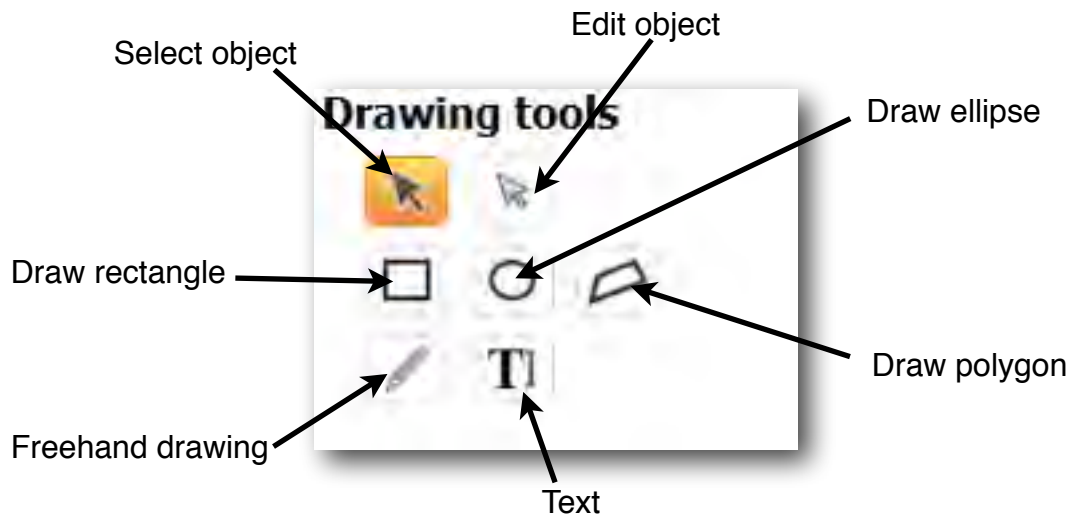 Edit object
Select object
Drawing tools
Draw ellipse
Draw rectangle
T
Draw polygon
Freehand drawing
Text